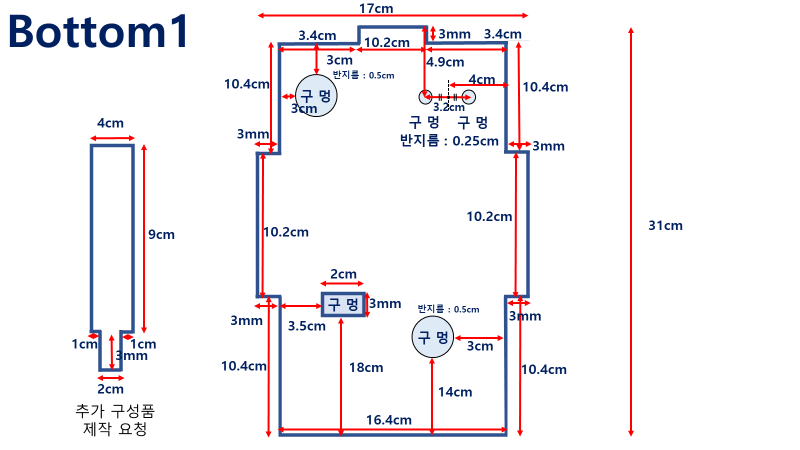 Bottom1
17cm
3.4cm
10.2cm
3mm
3.4cm
3cm
반지름 : 0.5cm
4.9cm
4cm
10.4cm
10.4cm
구 멍
3cm
3.2cm
구 멍
구 멍
반지름 : 0.25cm
3mm
3mm
4cm
9cm
1cm
1cm
3mm
2cm
추가 구성품
제작 요청
10.2cm
10.2cm
31cm
2cm
구 멍
3mm
3mm
3.5cm
반지름 : 0.5cm
3mm
구 멍
3cm
10.4cm
18cm
14cm
10.4cm
16.4cm